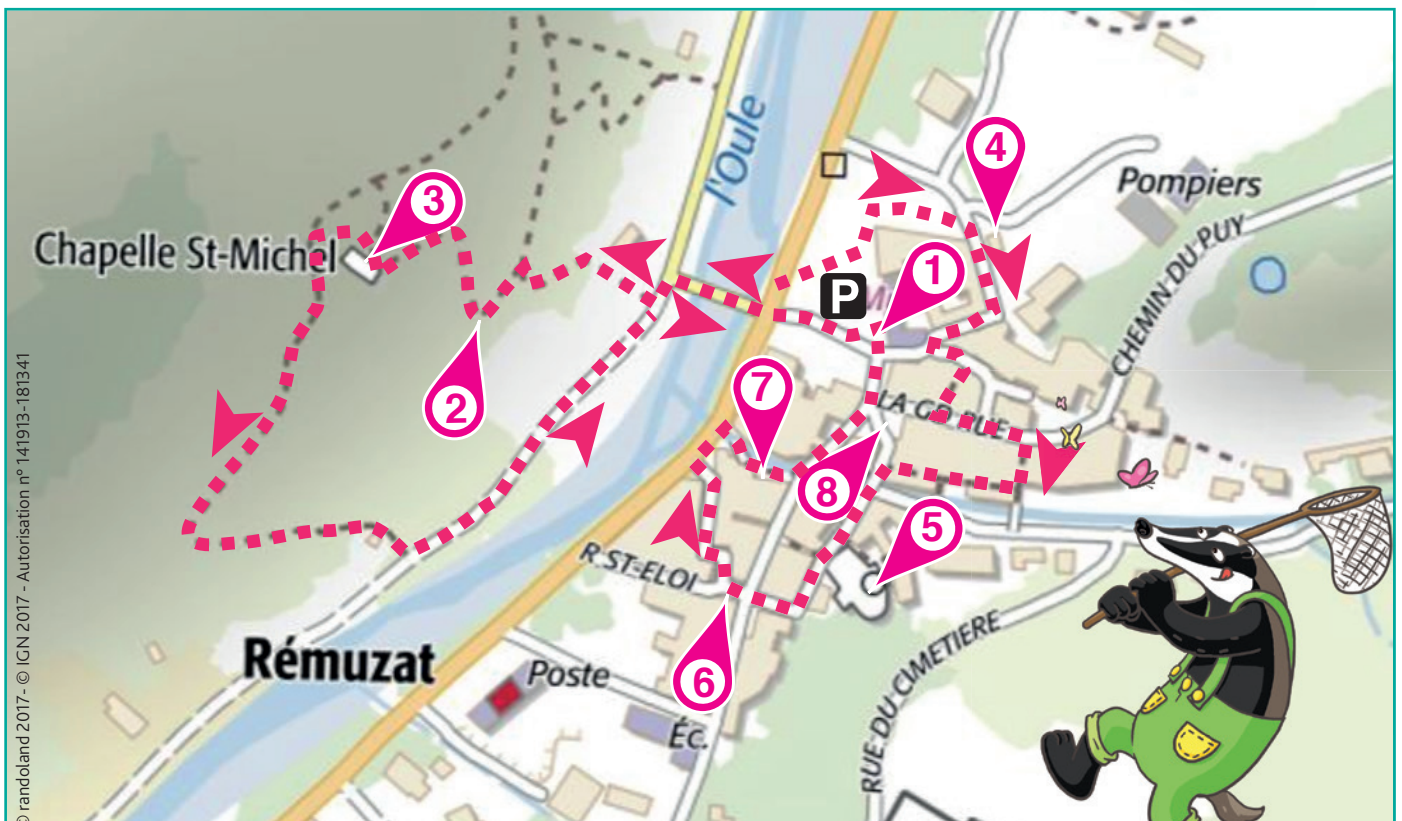 l'Oule
4
Pompiers
3
Chapelle St-Michel
CHEMIN DU PUY
1
P
M
2
7
LA GD RUE
8
5
R ST-ELOI
6
Rémuzat
Poste
Éc.
RUE DU CIMETIERE
© randoland 2017- © IGN 2017 - Autorisation nº 141913-181341